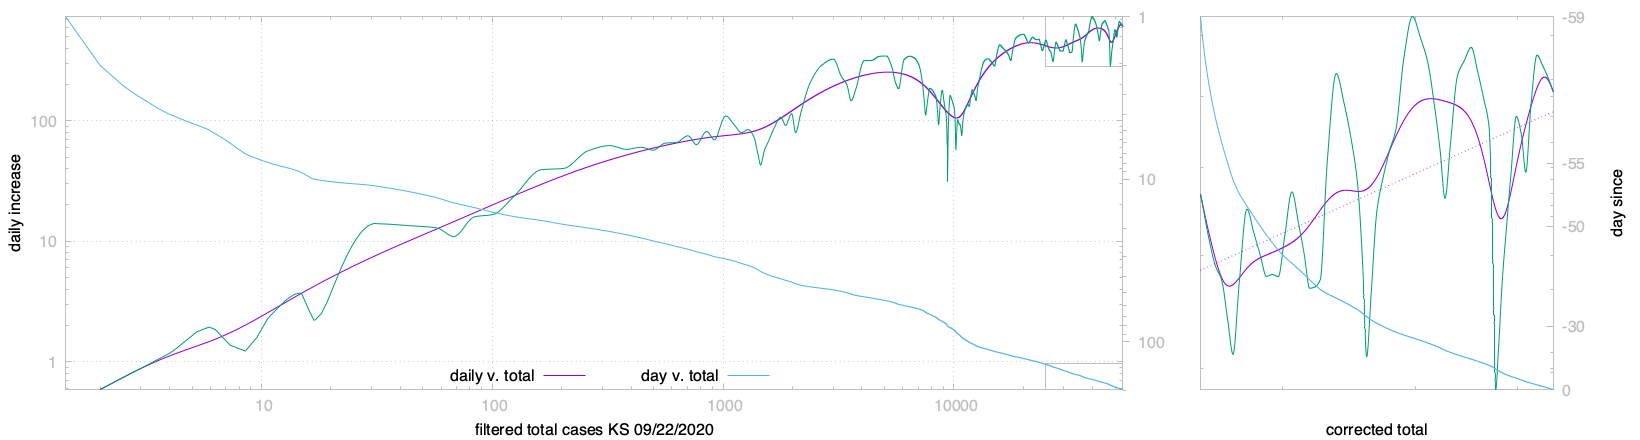 daily increase
100
10
1
10
100
1000
10000
filtered total cases KS 09/22/2020
daily v. total
day v. total
1
10
100
-59
-55
-50
-30
0
day since
corrected total